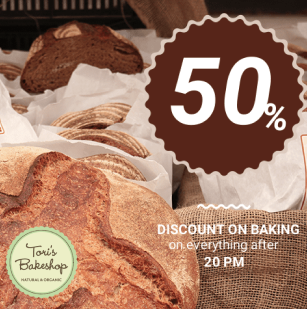 50%
DISCOUNT ON BAKING
on everything after
20 PM
Tori's
Bakeshop
NATURAL & ORGANIC